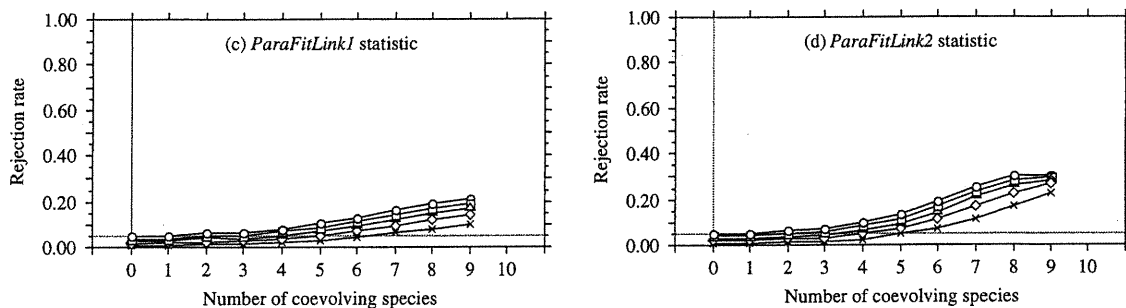 (c) ParaFitLink1 statistic
Rejection rate
1.00
0.80
0.60
0.40
0.20
0.00
0 1 2 3 4 5 6 7 8 9 10
Number of coevolving species
(d) ParaFitLink2 statistic
Rejection rate
1.00
0.80
0.60
0.40
0.20
0.00
0 1 2 3 4 5 6 7 8 9 10
Number of coevolving species